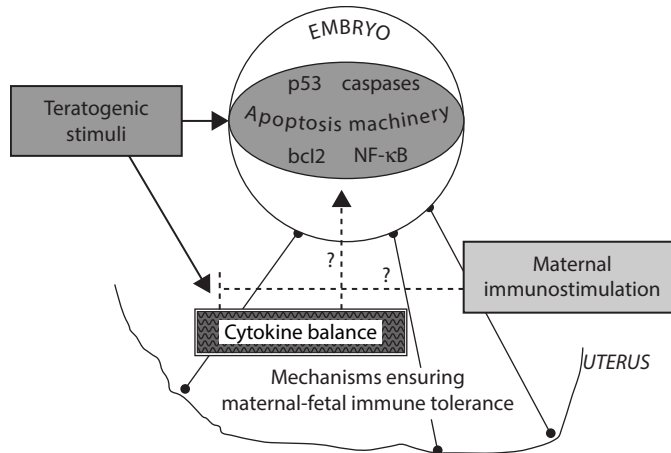 EMBRYO
p53 caspases
Apoptosis machinery
bcl2 NF-κB
Teratogenic
stimuli
?
?
Maternal
immunostimulation
Cytokine balance
Mechanisms ensuring
maternal-fetal immune tolerance
UTERUS